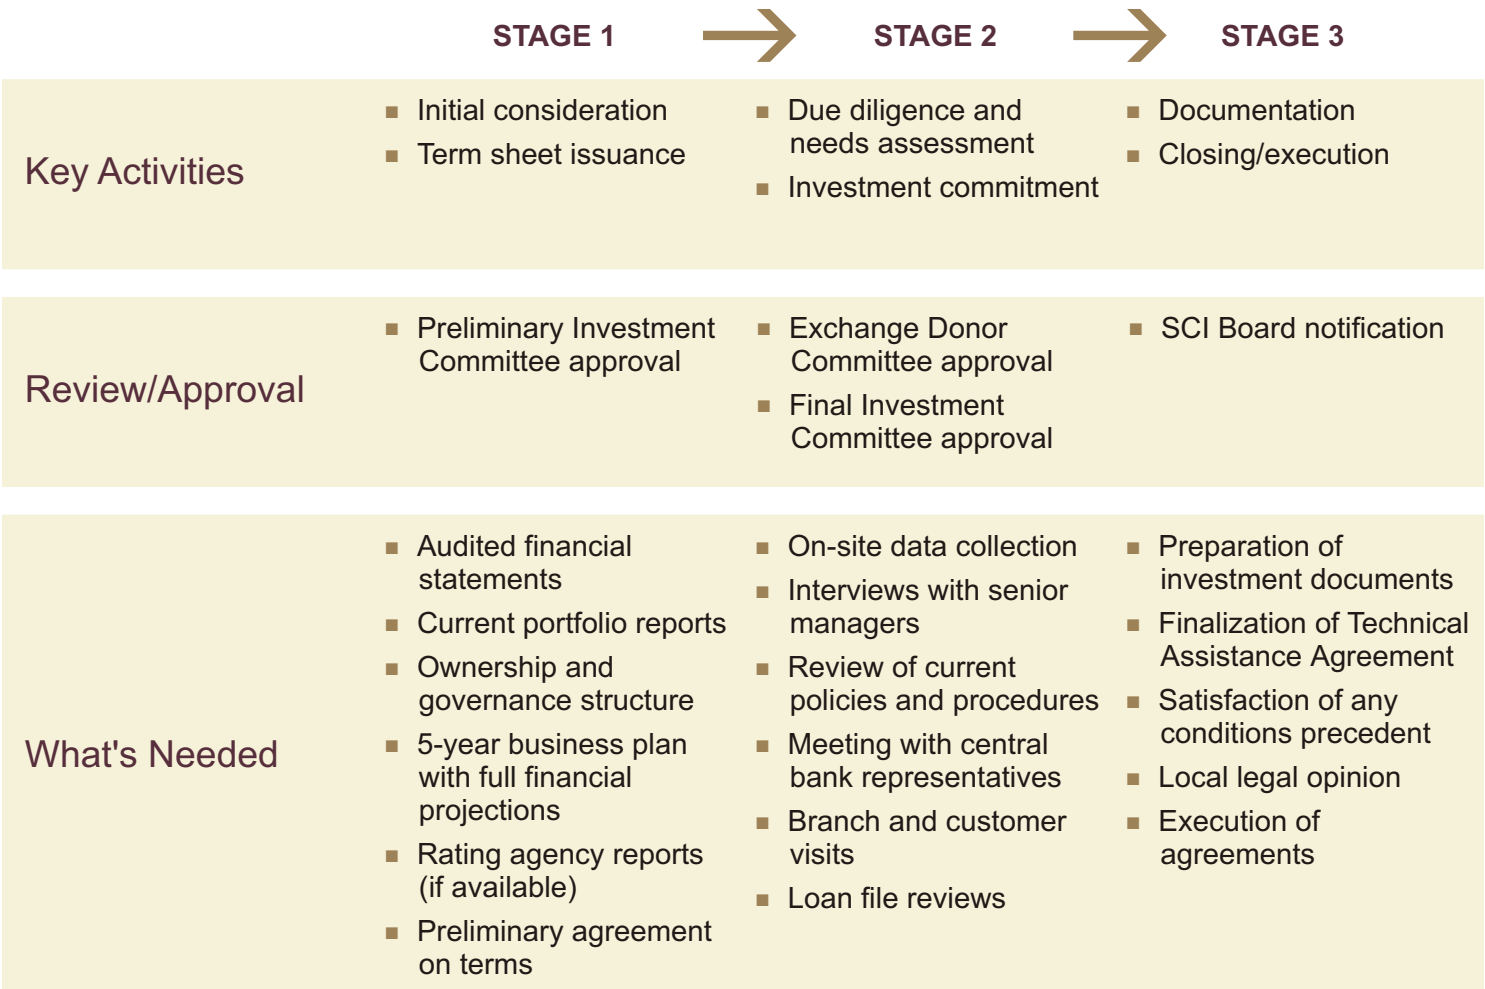 STAGE 1
STAGE 2
STAGE 3
Key Activities
Initial consideration
Term sheet issuance
Due diligence and
needs assessment
Investment commitment
Documentation
Closing/execution
Review/Approval
Preliminary Investment
Committee approval
Exchange Donor
Committee approval
Final Investment
Committee approval
SCI Board notification
What's Needed
Audited financial
statements
Current portfolio reports
Ownership and
governance structure
5-year business plan
with full financial
projections
Rating agency reports
(if available)
Preliminary agreement
on terms
On-site data collection
Interviews with senior
managers
Review of current
policies and procedures
Meeting with central
bank representatives
Branch and customer
visits
Loan file reviews
Preparation of
investment documents
Finalization of Technical
Assistance Agreement
Satisfaction of any
conditions precedent
Local legal opinion
Execution of
agreements